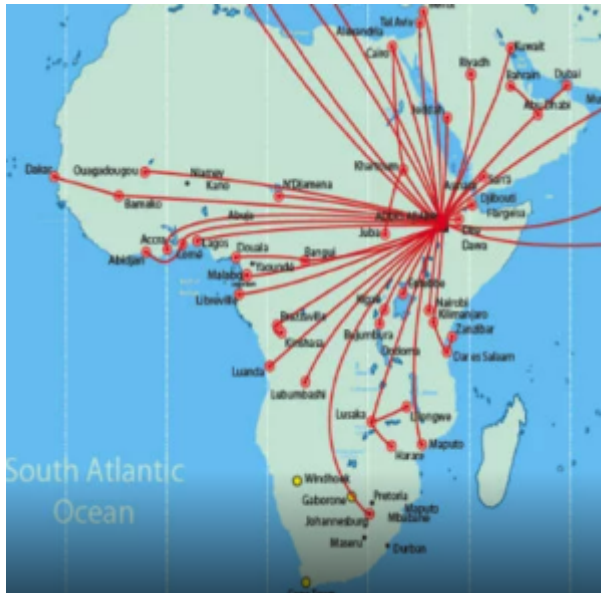 Tel Aviv
Alexandria
Cairo
Kuwait
Riyadh
Bahrain
Dubai
Jeddah
Abu Dhabi
Khartoum
Dakar
Ouagadougou
Niamey
Kano
N'Djamena
Asmara
Djibouti
Bamako
Abuja
Hargeisa
Accra
Lomé
Lagos
Juba
Dire
Dawa
Abidjan
Douala
Bangui
Malabo
Yaoundé
Entebbe
Libreville
Kigali
Nairobi
Kilimanjaro
Brazzaville
Kinshasa
Bujumbura
Zanzibar
Dodoma
Dar es Salaam
Luanda
Lubumbashi
Lusaka
Lilongwe
Harare
Maputo
South Atlantic
Ocean
Windhoek
Gaborone
Pretoria
Maputo
Johannesburg
Mbabane
Maseru
Durban